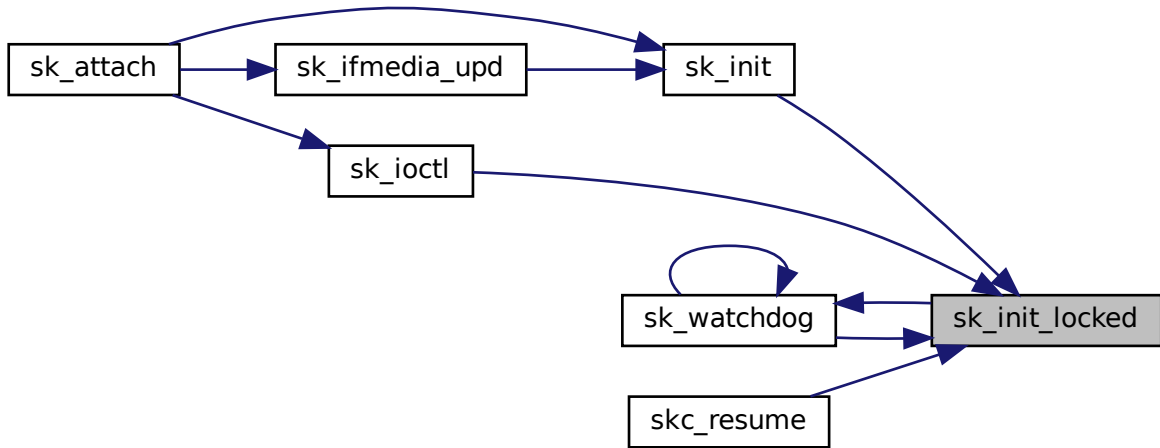 sk_attach
sk_ifmedia_upd
sk_init
sk_ioctl
sk_watchdog
sk_init_locked
skc_resume